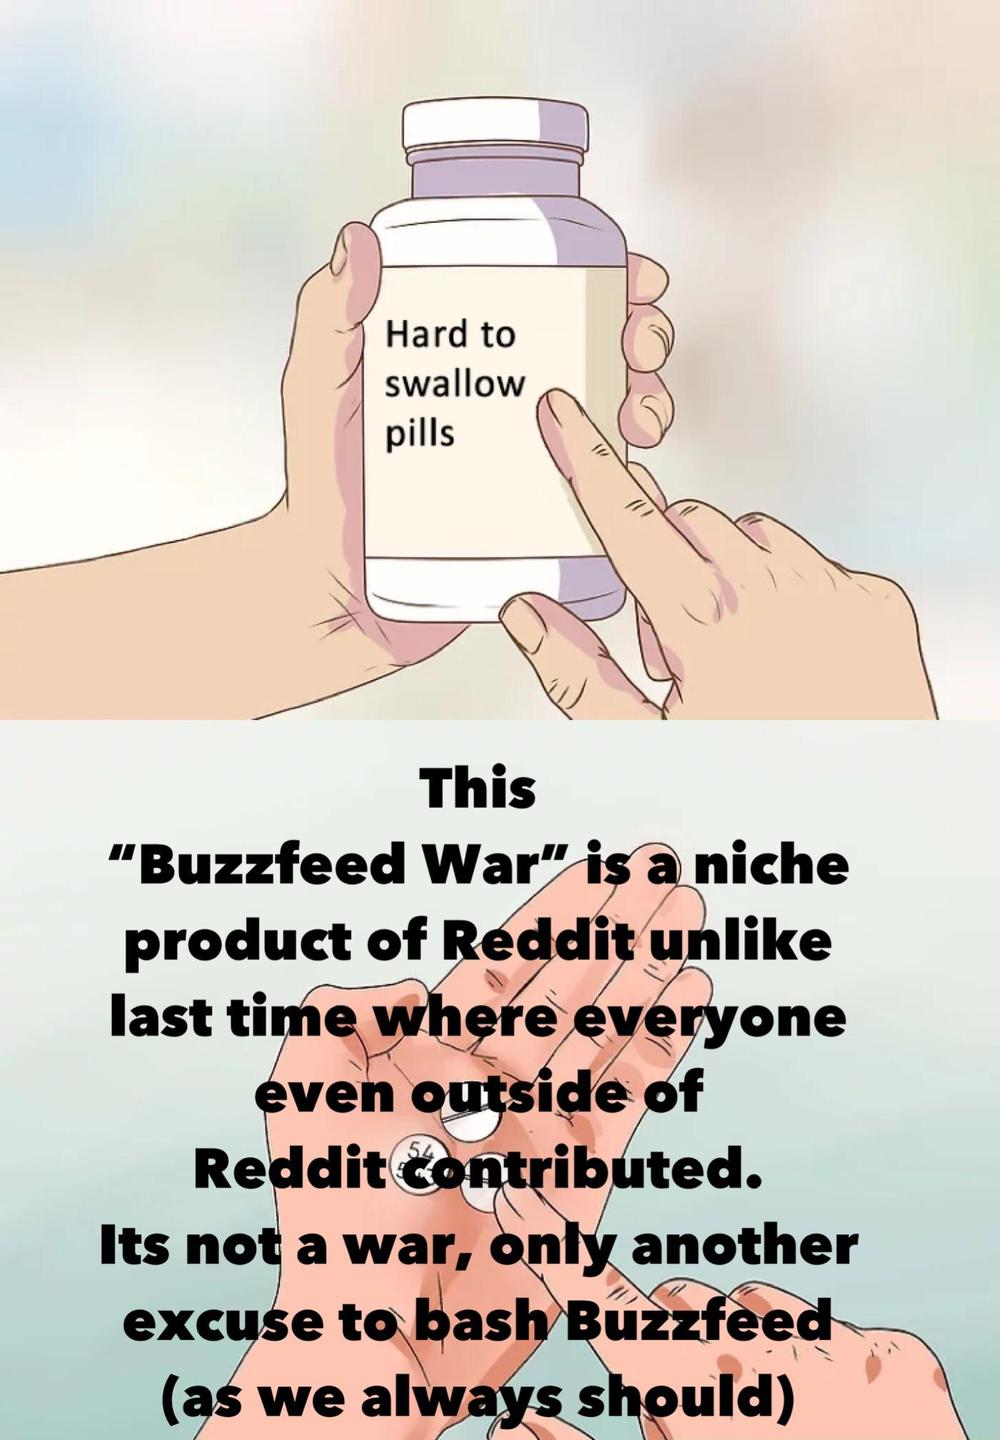 Hard to
swallow
pills
This
“Buzzfeed War” is a niche
product of Reddit unlike
last time where everyone
even outside of
Reddit contributed.
54
Its not a war, only another
excuse to bash Buzzfeed
(as we always should)